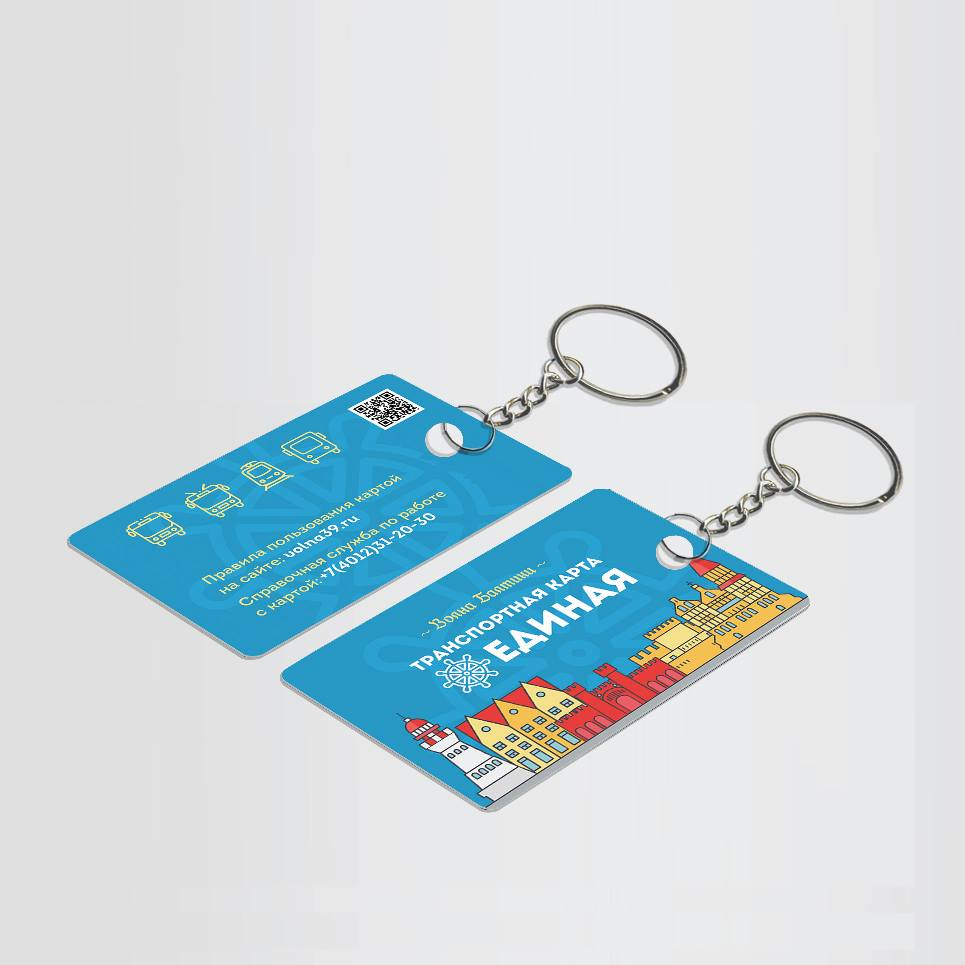 Правила пользования картой
на сайте: volna39.ru
Справочная служба по работе
с картой:+7(4012)31-20-30
~ Волна Балтики ~
ТРАНСПОРТНАЯ КАРТА
ЕДИНАЯ